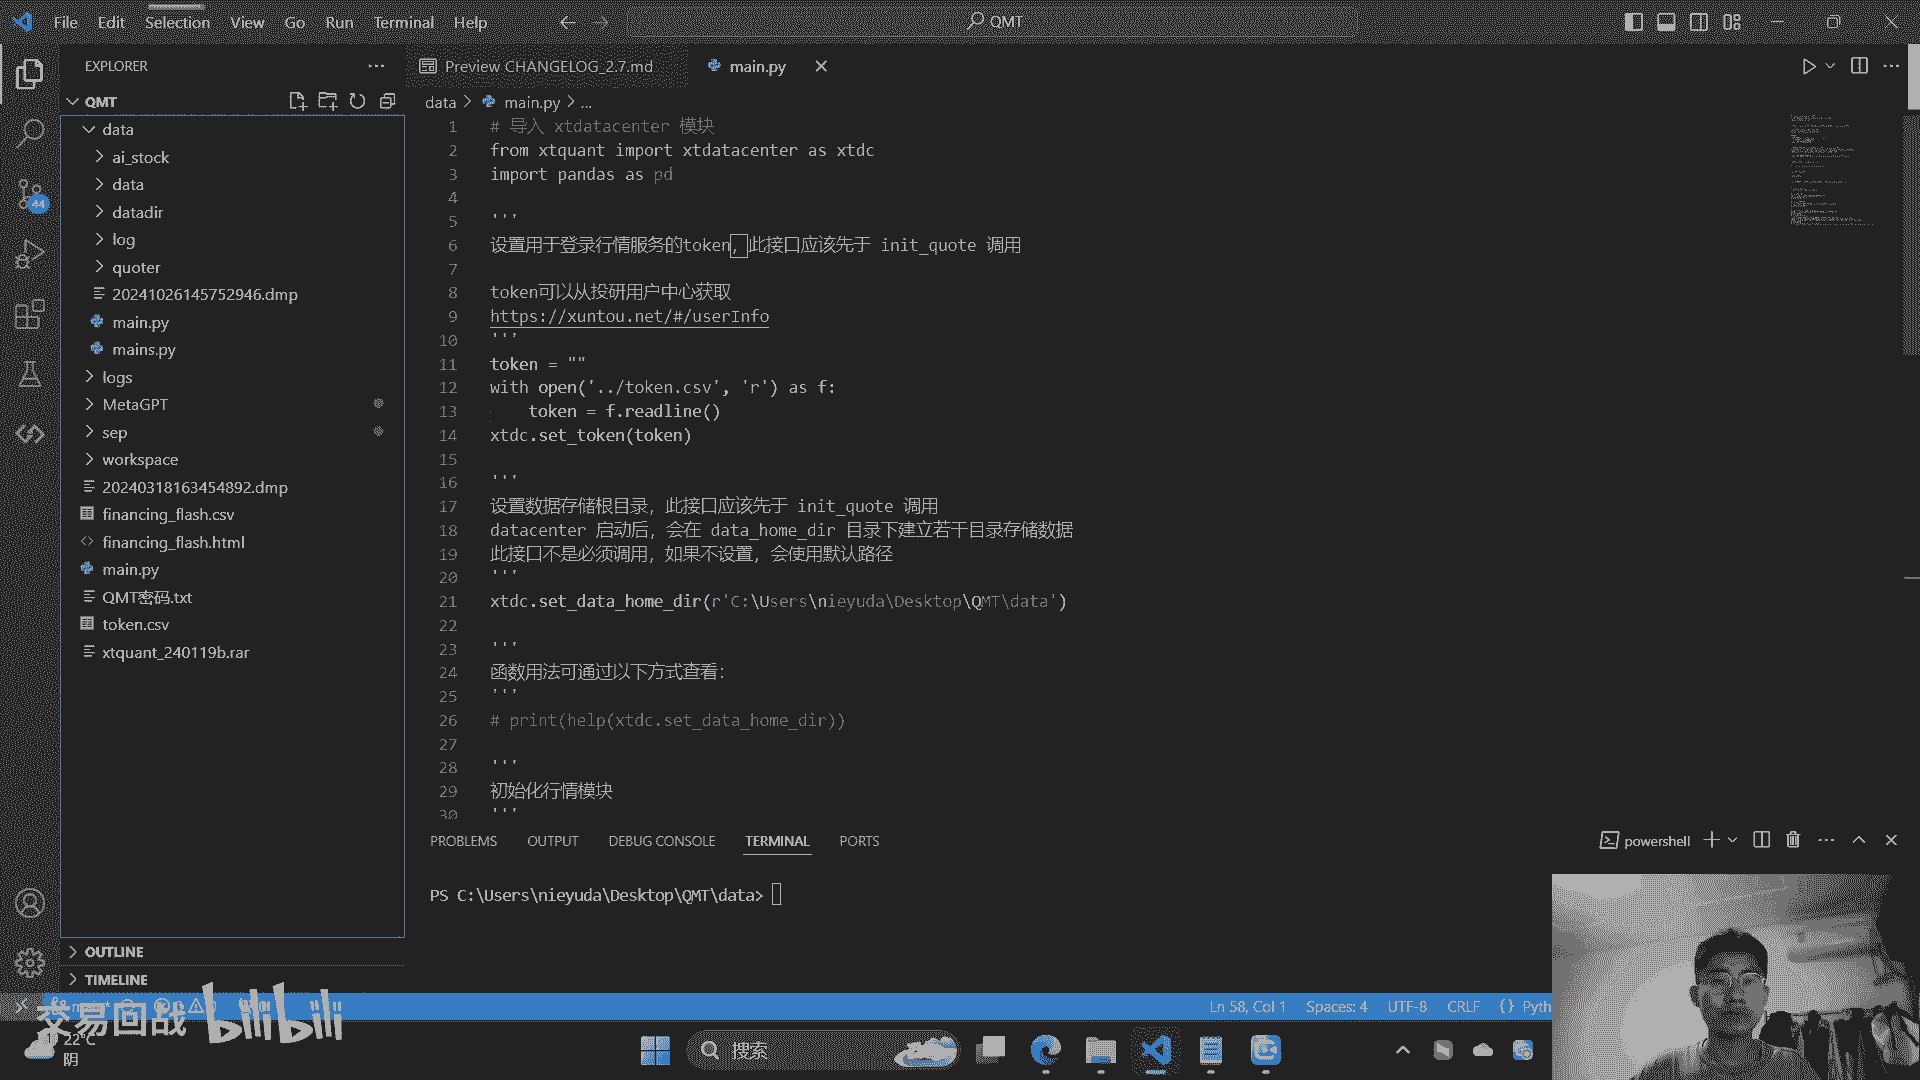 File Edit Selection View Go Run Terminal Help
QMT
EXPLORER
Preview CHANGELOG_2.7.md
main.py
QMT
data > main.py > ...
data
ai_stock
data
datadir
log
quoter
20241026145752946.dmp
main.py
mains.py
logs
MetaGPT
sep
workspace
20240318163454892.dmp
financing_flash.csv
financing_flash.html
main.py
QMT密码.txt
token.csv
xtquant_240119b.rar
OUTLINE
TIMELINE
44
1 # 导入 xtdatacenter 模块
2 from xtquant import xtdatacenter as xtdc
3 import pandas as pd
4
5 '''
6 设置用于登录行情服务的token，此接口应该先于 init_quote 调用
7
8 token可以从投研用户中心获取
9 https://xuntou.net/#/userInfo
10 '''
11 token = ""
12 with open('../token.csv', 'r') as f:
13 token = f.readline()
14 xtdc.set_token(token)
15
16 '''
17 设置数据存储根目录，此接口应该先于 init_quote 调用
18 datacenter 启动后，会在 data_home_dir 目录下建立若干目录存储数据
19 此接口不是必须调用，如果不设置，会使用默认路径
20 '''
21 xtdc.set_data_home_dir(r'C:\Users\nieyuda\Desktop\QMT\data')
22
23 '''
24 函数用法可通过以下方式查看：
25 '''
26 # print(help(xtdc.set_data_home_dir))
27
28 '''
29 初始化行情模块
30 '''
PROBLEMS OUTPUT DEBUG CONSOLE TERMINAL PORTS
powershell
PS C:\Users\nieyuda\Desktop\QMT\data>
Ln 58, Col 1 Spaces: 4 UTF-8 CRLF {} Pyth
交易回战 bilibili
22°C
阴
搜索